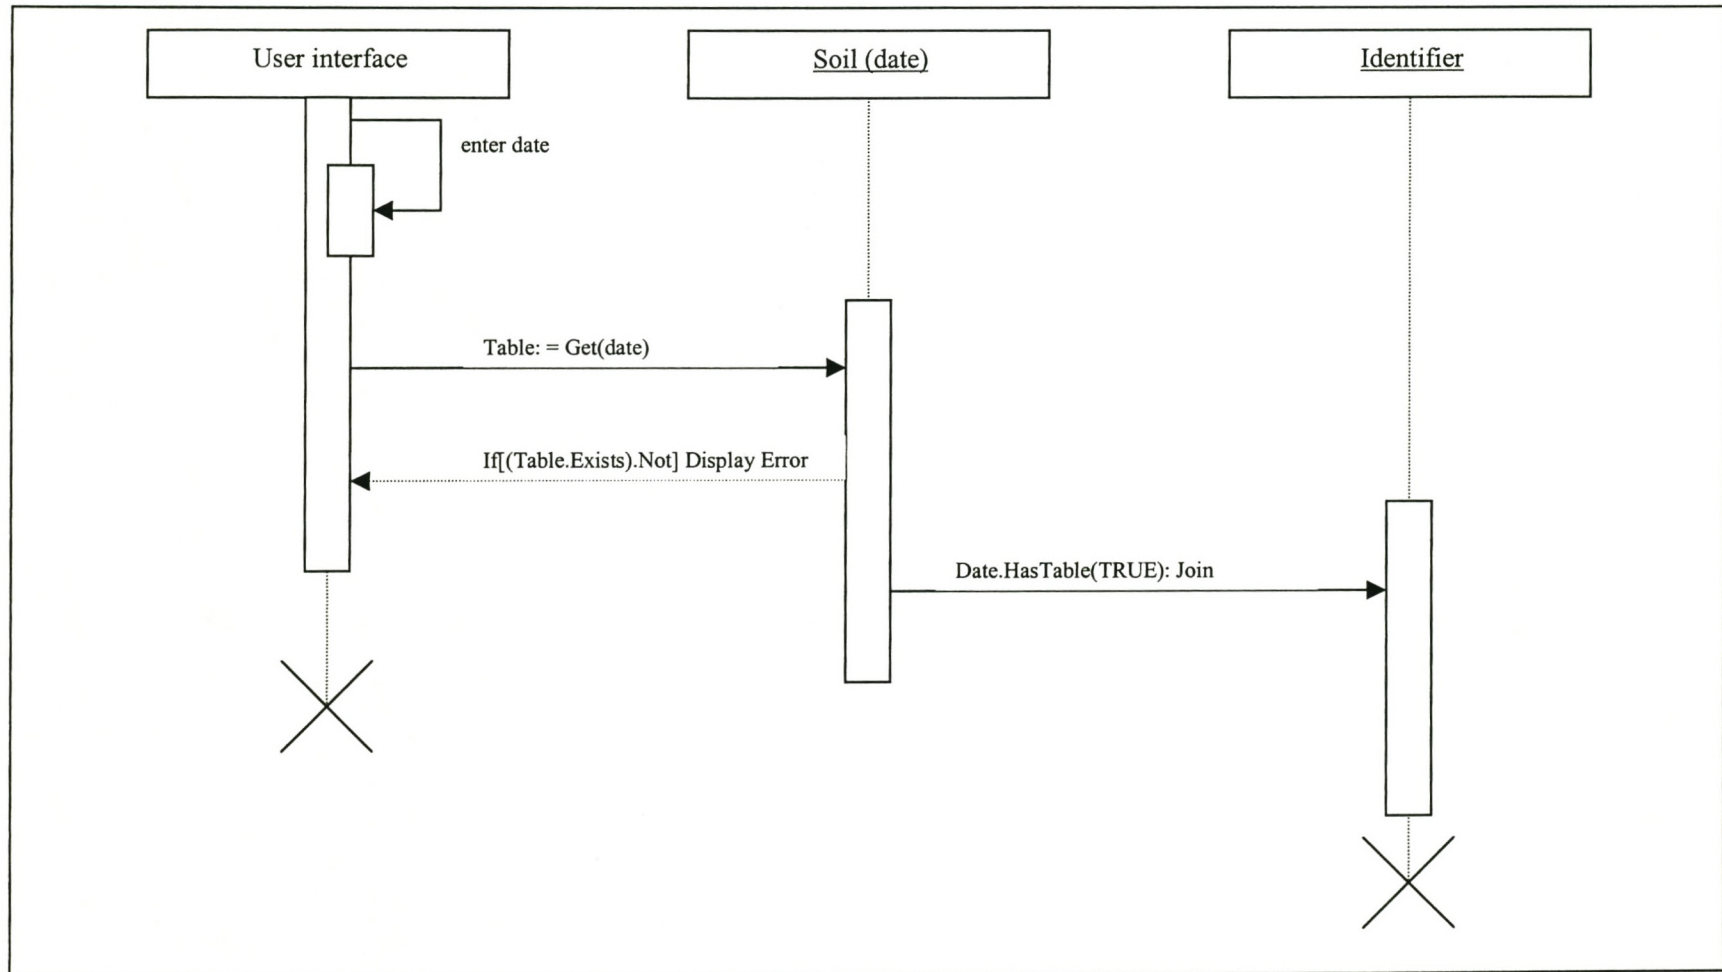 User interface
Soil (date)
Identifier
enter date
Table: = Get(date)
If[(Table.Exists).Not] Display Error
Date.HasTable(TRUE): Join